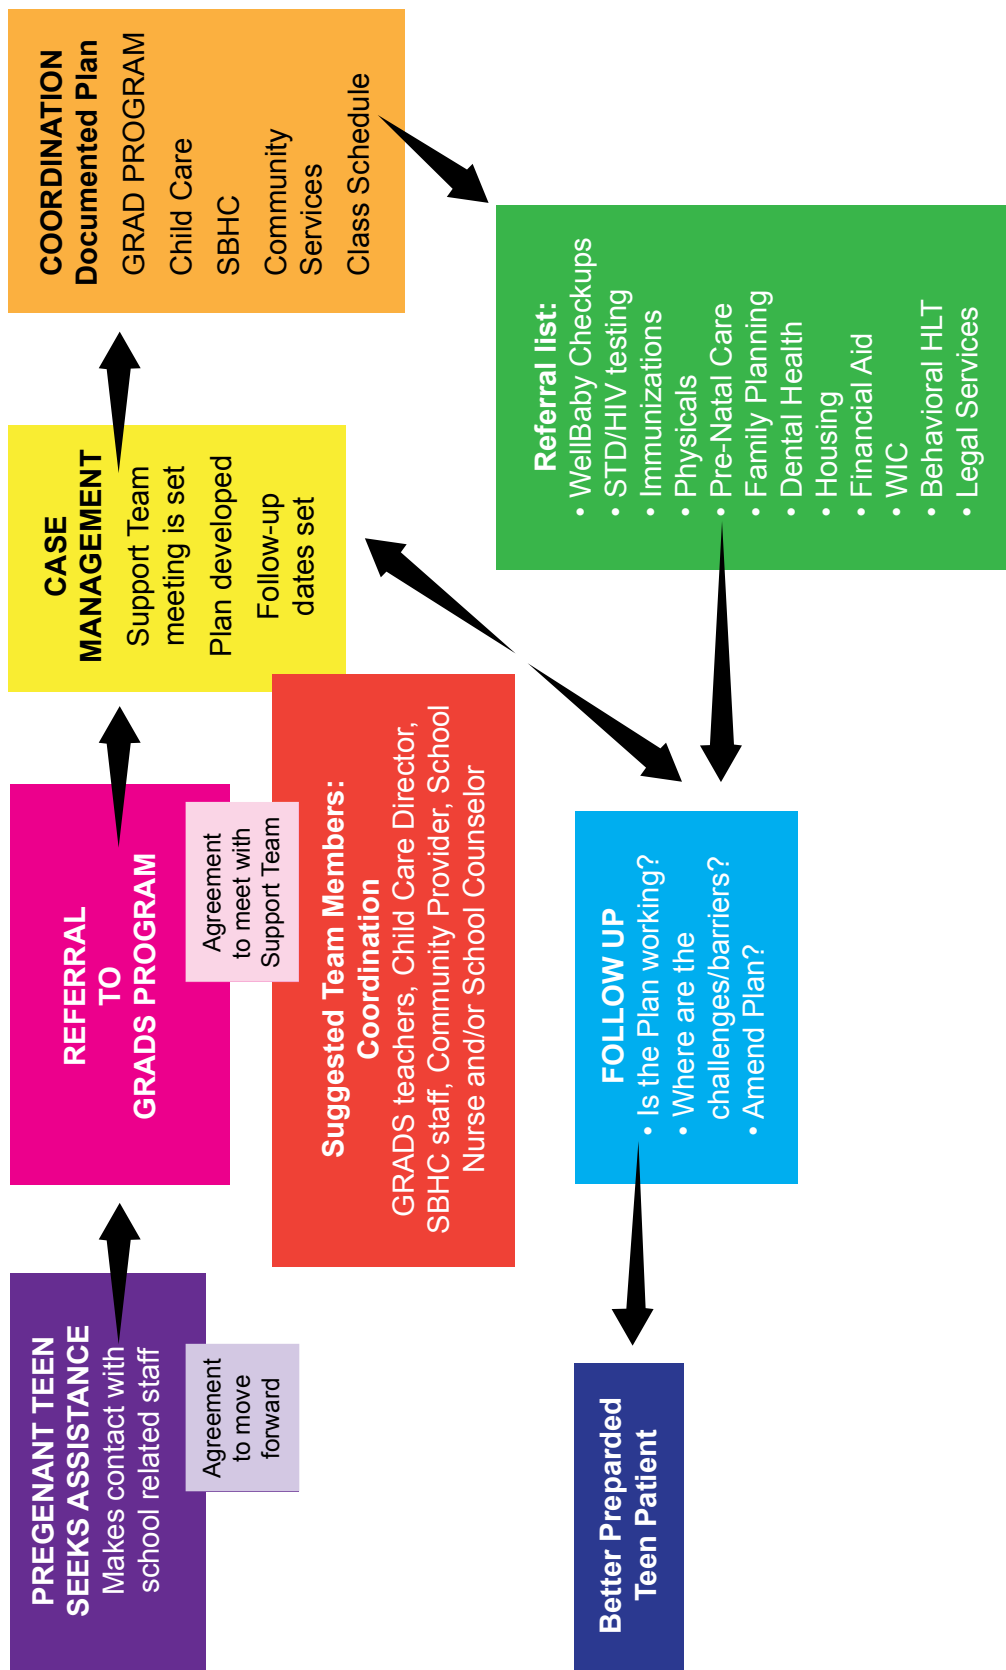 PREGENANT TEEN
SEEKS ASSISTANCE
Makes contact with
school related staff
Agreement
to move
forward
REFERRAL
TO
GRADS PROGRAM
Agreement
to meet with
Support Team
CASE
MANAGEMENT
Support Team
meeting is set
Plan developed
Follow-up
dates set
COORDINATION
Documented Plan
GRAD PROGRAM
Child Care
SBHC
Community
Services
Class Schedule
Suggested Team Members:
Coordination
GRADS teachers, Child Care Director,
SBHC staff, Community Provider, School
Nurse and/or School Counselor
Referral list:
• WellBaby Checkups
• STD/HIV testing
• Immunizations
• Physicals
• Pre-Natal Care
• Family Planning
• Dental Health
• Housing
• Financial Aid
• WIC
• Behavioral HLT
• Legal Services
FOLLOW UP
• Is the Plan working?
• Where are the
challenges/barriers?
• Amend Plan?
Better Preparded
Teen Patient